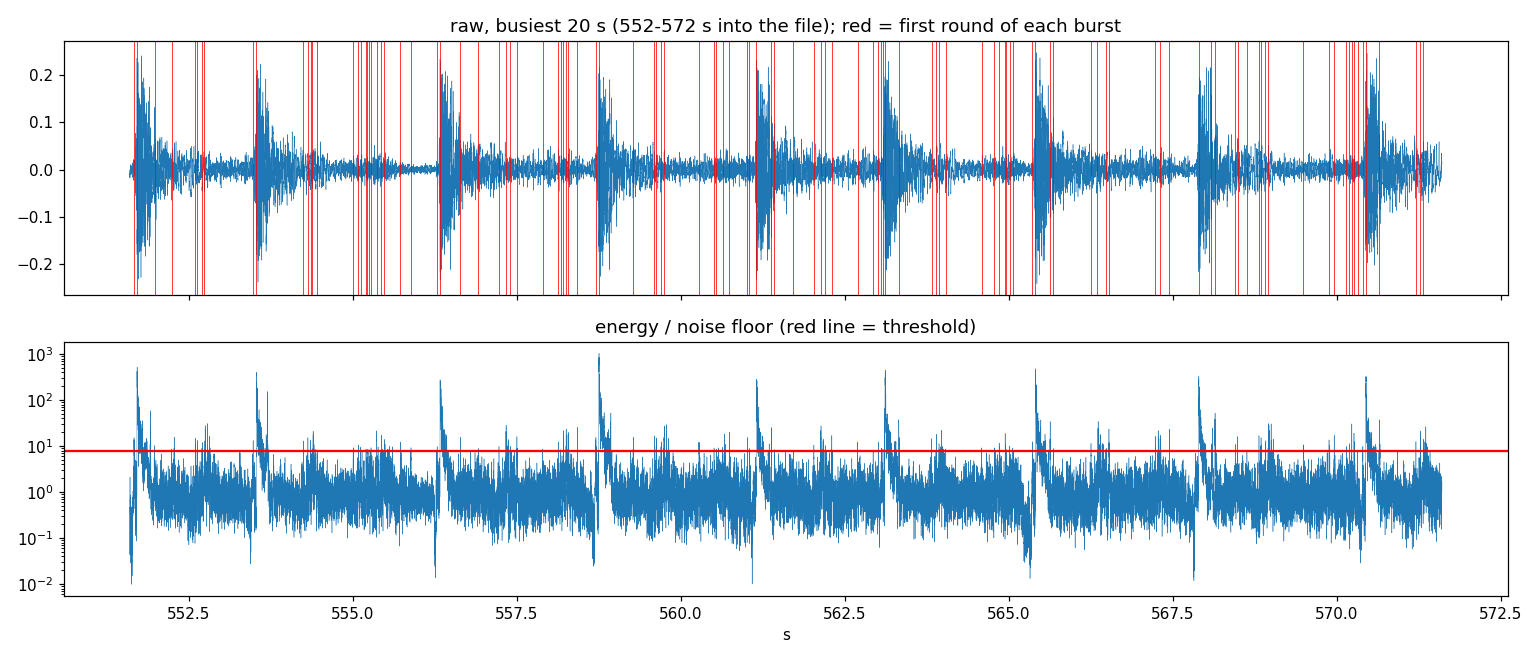 raw, busiest 20 s (552-572 s into the file); red = first round of each burst
0.2
0.1
0.0
−0.1
−0.2
energy / noise floor (red line = threshold)
10³
10²
10¹
10⁰
10⁻¹
10⁻²
552.5 555.0 557.5 560.0 562.5 565.0 567.5 570.0 572.5
s